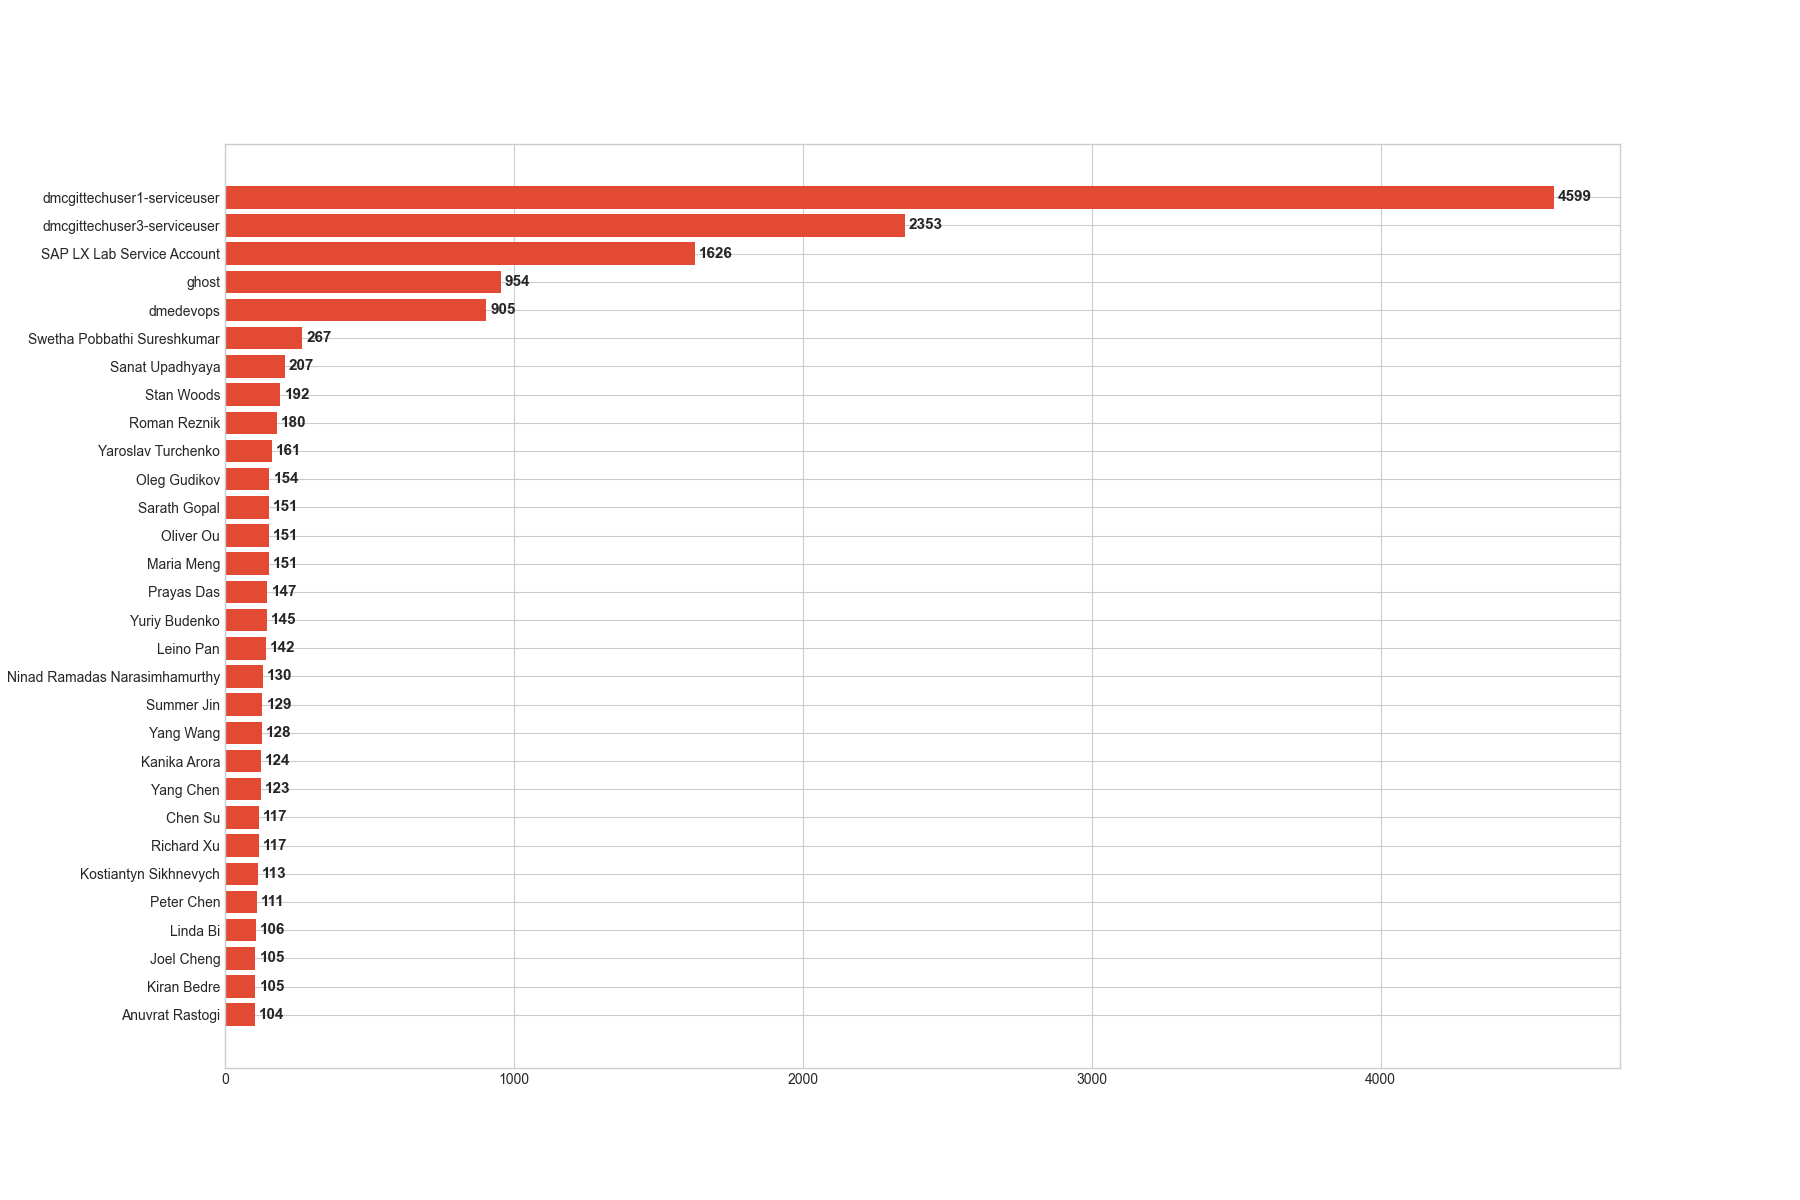 dmcgittechuser1-serviceuser 4599
dmcgittechuser3-serviceuser 2353
SAP LX Lab Service Account 1626
ghost 954
dmedevops 905
Swetha Pobbathi Sureshkumar 267
Sanat Upadhyaya 207
Stan Woods 192
Roman Reznik 180
Yaroslav Turchenko 161
Oleg Gudikov 154
Sarath Gopal 151
Oliver Ou 151
Maria Meng 151
Prayas Das 147
Yuriy Budenko 145
Leino Pan 142
Ninad Ramadas Narasimhamurthy 130
Summer Jin 129
Yang Wang 128
Kanika Arora 124
Yang Chen 123
Chen Su 117
Richard Xu 117
Kostiantyn Sikhnevych 113
Peter Chen 111
Linda Bi 106
Joel Cheng 105
Kiran Bedre 105
Anuvrat Rastogi 104
0 1000 2000 3000 4000